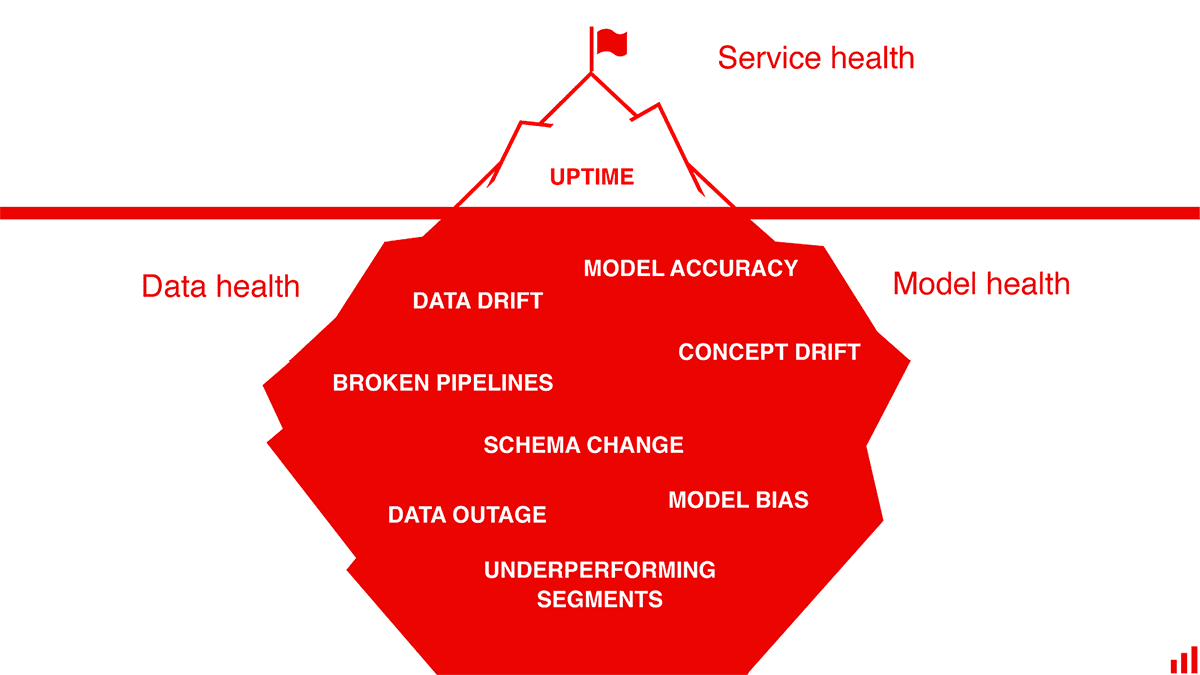 Service health
UPTIME
Data health
Model health
MODEL ACCURACY
DATA DRIFT
CONCEPT DRIFT
BROKEN PIPELINES
SCHEMA CHANGE
MODEL BIAS
DATA OUTAGE
UNDERPERFORMING
SEGMENTS